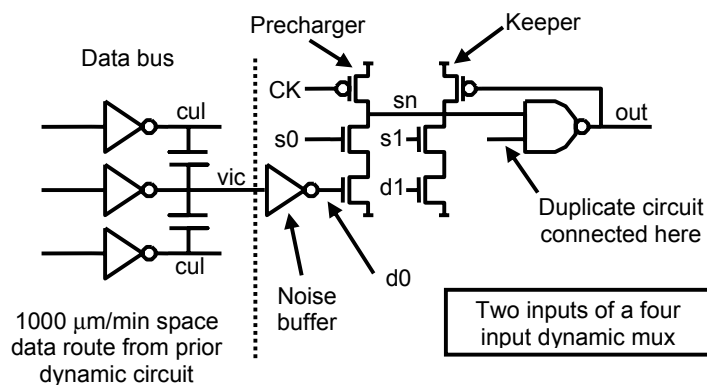 Precharger
Keeper
Data bus
CK
cul
sn
out
s0
s1
vic
d1
cul
d0
Duplicate circuit
connected here
Noise
buffer
1000 μm/min space
data route from prior
dynamic circuit
Two inputs of a four
input dynamic mux